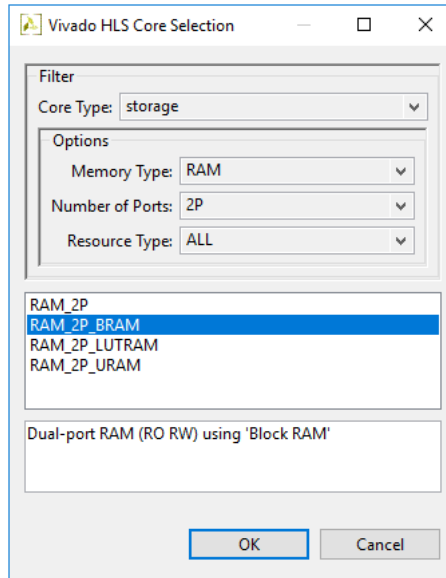 Vivado HLS Core Selection
Filter
Core Type: storage
Options
Memory Type: RAM
Number of Ports: 2P
Resource Type: ALL
RAM_2P
RAM_2P_BRAM
RAM_2P_LUTRAM
RAM_2P_URAM
Dual-port RAM (RO RW) using 'Block RAM'
OK Cancel